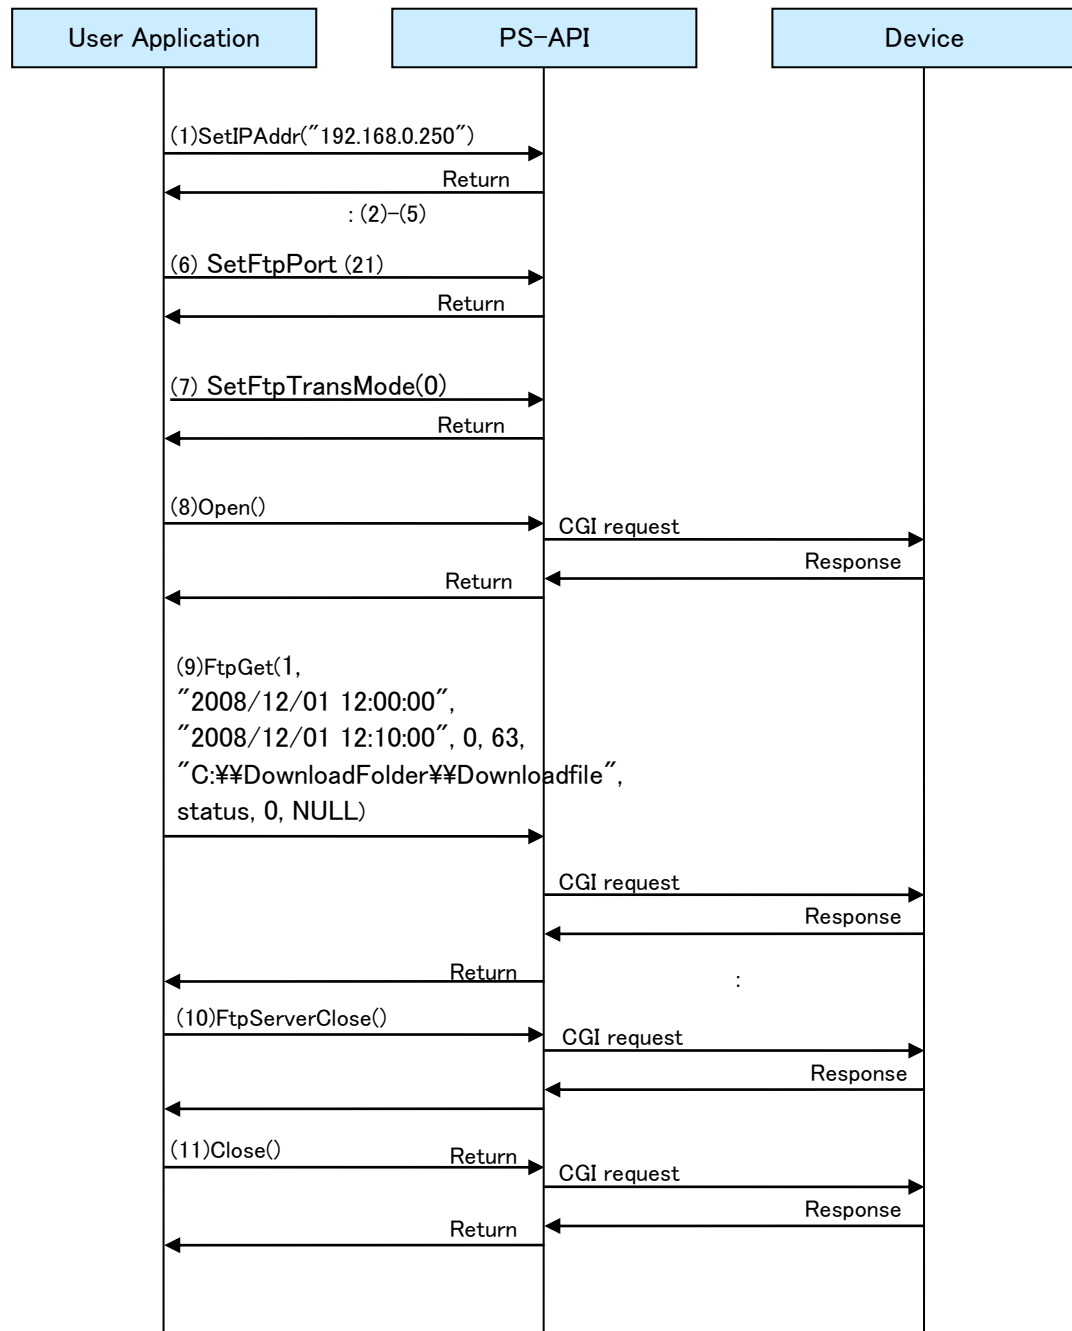 User Application
PS-API
Device
(1)SetIPAddr("192.168.0.250")
Return
: (2)-(5)
(6) SetFtpPort (21)
Return
(7) SetFtpTransMode(0)
Return
(8)Open()
CGI request
Response
Return
(9)FtpGet(1,
"2008/12/01 12:00:00",
"2008/12/01 12:10:00", 0, 63,
"C:¥¥DownloadFolder¥¥Downloadfile",
status, 0, NULL)
CGI request
Response
Return
:
(10)FtpServerClose()
CGI request
Response
(11)Close()
Return
CGI request
Response
Return